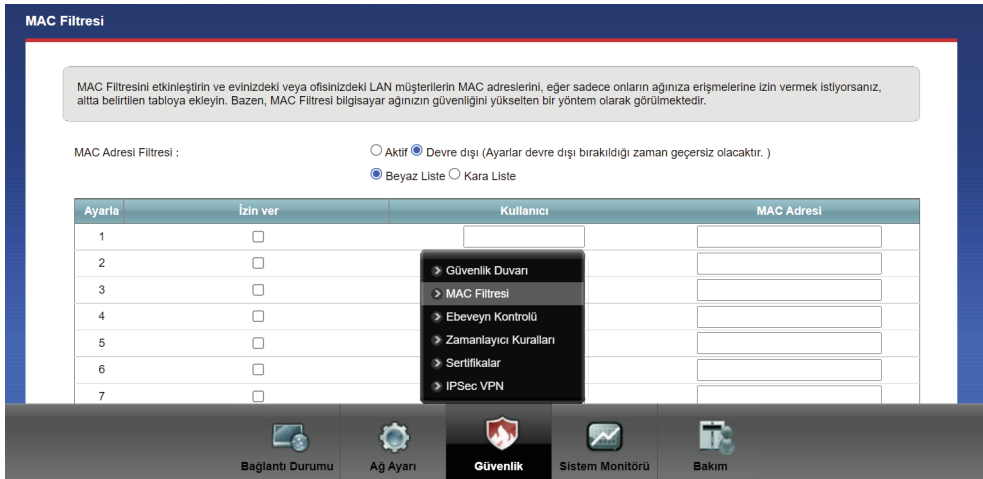 MAC Filtresi
MAC Filtresini etkinleştirin ve evinizdeki veya ofisinizdeki LAN müşterilerin MAC adreslerini, eğer sadece onların ağınıza erişmelerine izin vermek istiyorsanız,
altta belirtilen tabloya ekleyin. Bazen, MAC Filtresi bilgisayar ağınızın güvenliğini yükselten bir yöntem olarak görülmektedir.
MAC Adresi Filtresi : Aktif Devre dışı (Ayarlar devre dışı bırakıldığı zaman geçersiz olacaktır. )
Beyaz Liste Kara Liste
Ayarla İzin ver Kullanıcı MAC Adresi
1
2
3
4
5
6
7
Güvenlik Duvarı
MAC Filtresi
Ebeveyn Kontrolü
Zamanlayıcı Kuralları
Sertifikalar
IPSec VPN
Bağlantı Durumu Ağ Ayarı Güvenlik Sistem Monitörü Bakım